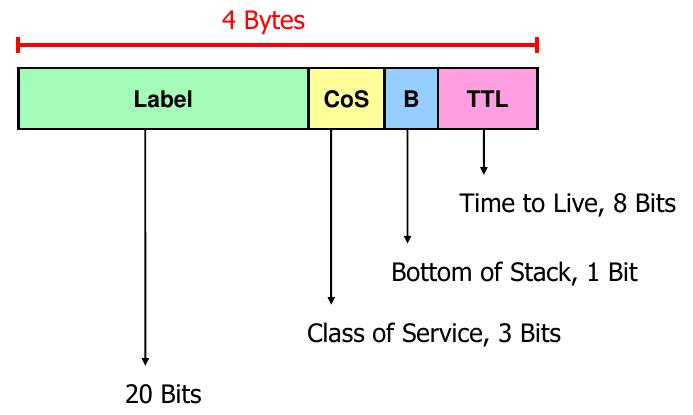 4 Bytes
Label CoS B TTL
Time to Live, 8 Bits
Bottom of Stack, 1 Bit
Class of Service, 3 Bits
20 Bits